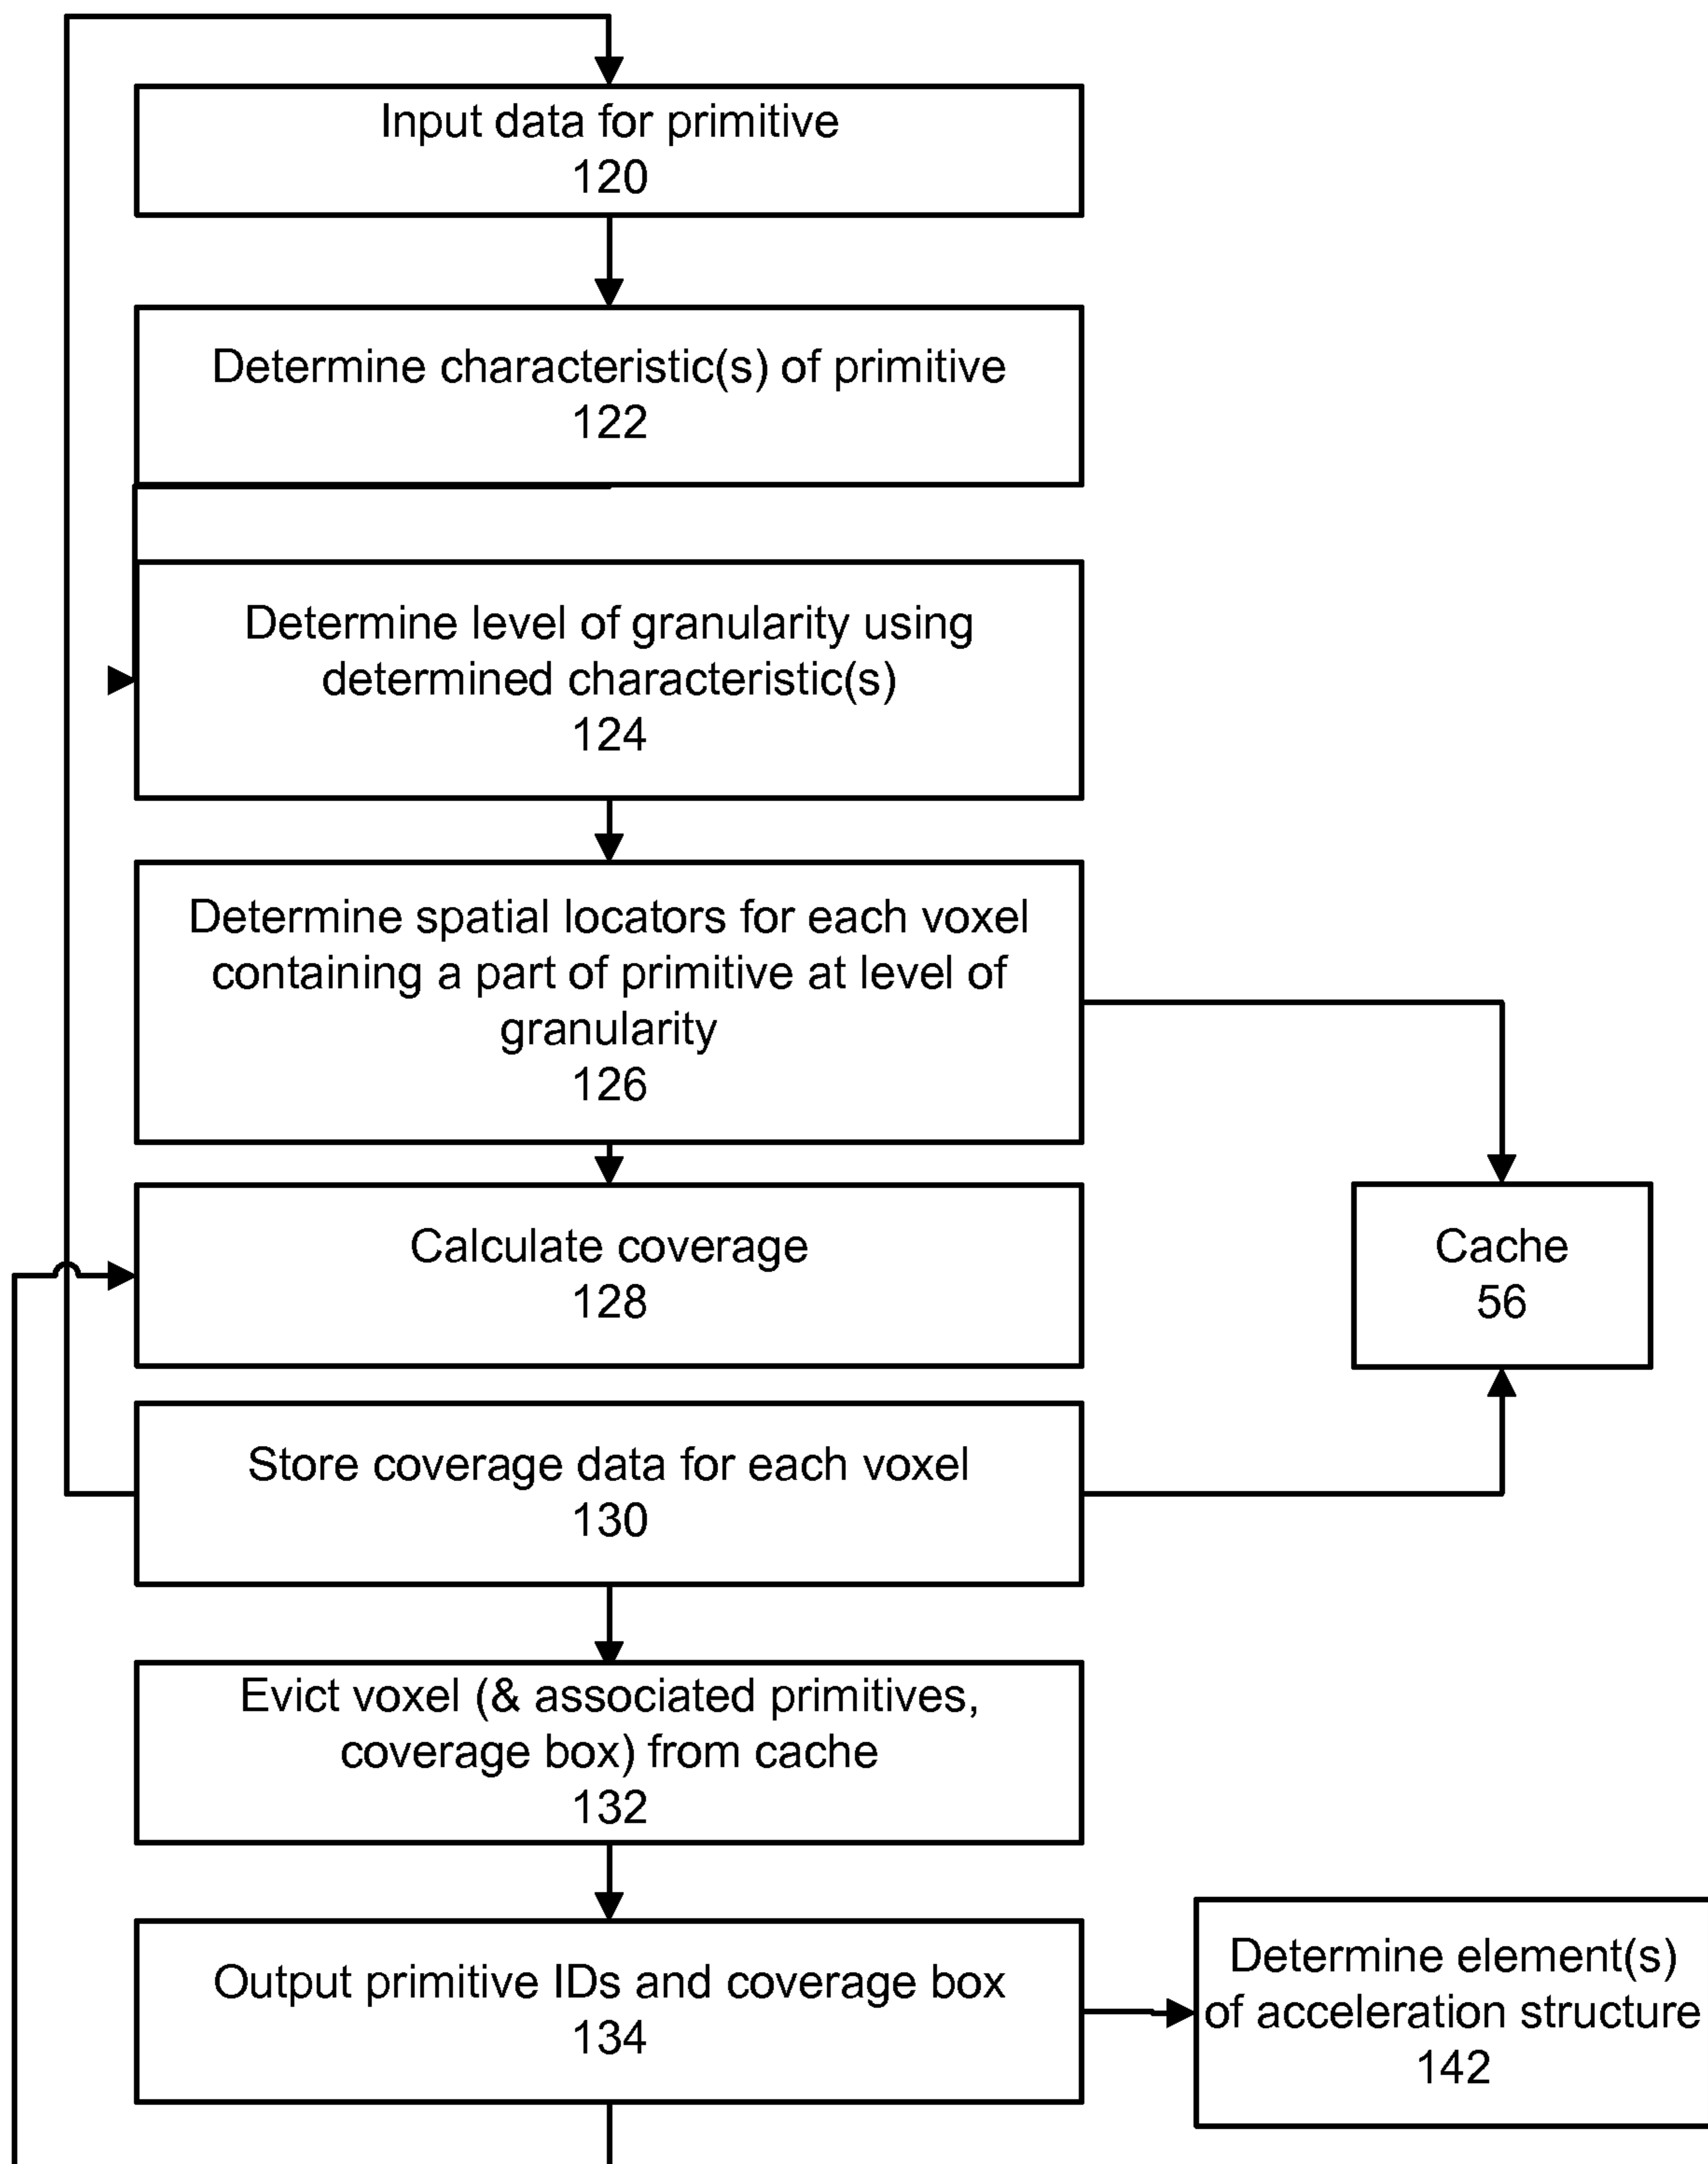 Input data for primitive
120
Determine characteristic(s) of primitive
122
Determine level of granularity using
determined characteristic(s)
124
Determine spatial locators for each voxel
containing a part of primitive at level of
granularity
126
Calculate coverage
128
Cache
56
Store coverage data for each voxel
130
Evict voxel (& associated primitives,
coverage box) from cache
132
Output primitive IDs and coverage box
134
Determine element(s)
of acceleration structure
142